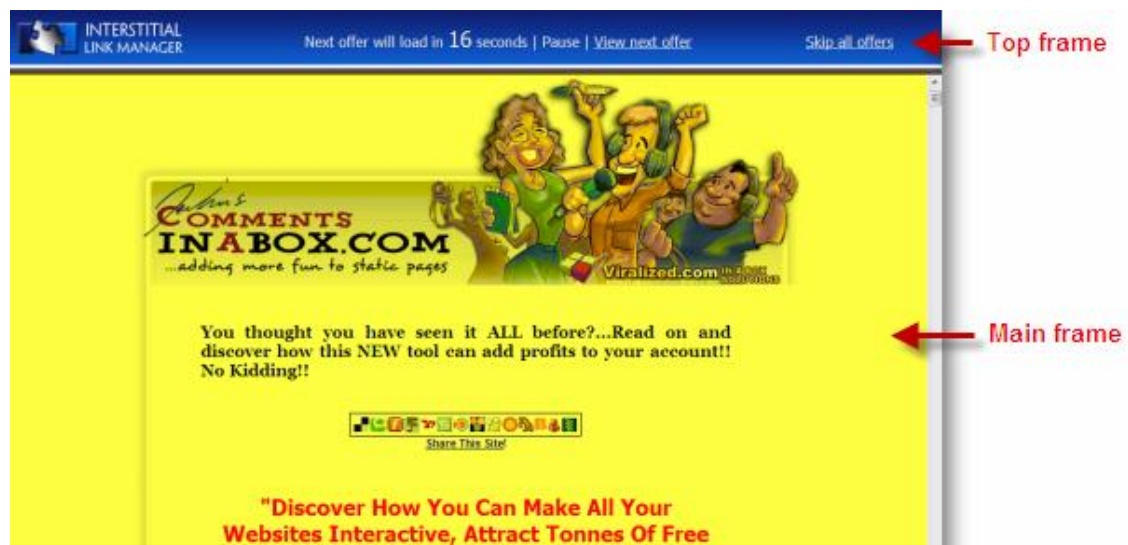 INTERSTITIAL
LINK MANAGER
Next offer will load in 16 seconds | Pause | View next offer
Skip all offers
Top frame
John's
COMMENTS
INABOX.COM
...adding more fun to static pages
Viralized.com
Main frame
You thought you have seen it ALL before?...Read on and
discover how this NEW tool can add profits to your account!!
No Kidding!!
Share This Site!
"Discover How You Can Make All Your
Websites Interactive, Attract Tonnes Of Free